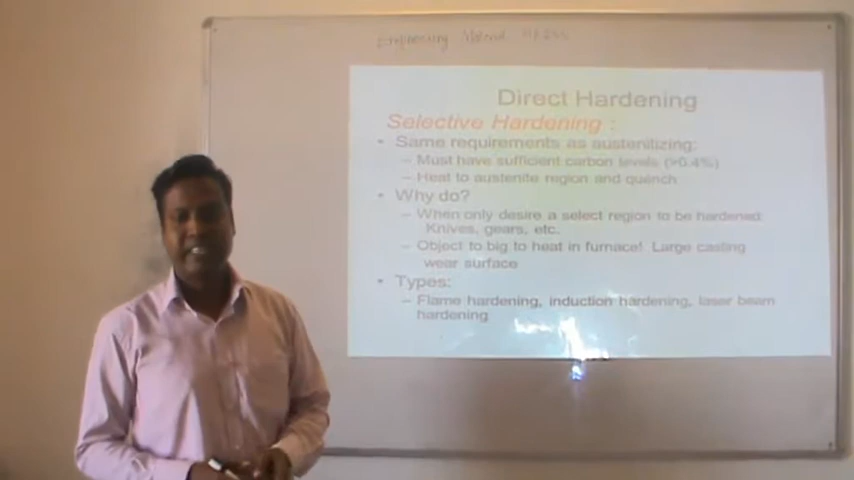 Engineering
Direct Hardening
Selective Hardening :
• Same requirements as austenitizing:
– Must have sufficient carbon levels (>0.4%)
– Heat to austenite region and quench
• Why do?
– When only desire a select region to be hardened:
Knives, gears, etc.
– Object to big to heat in furnace! Large casting
wear surface
• Types:
– Flame hardening, induction hardening, laser beam
hardening